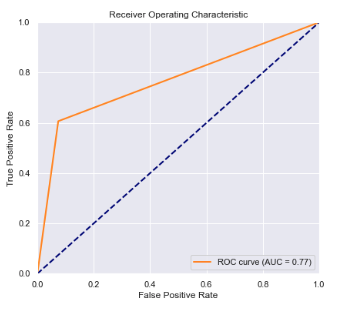 Receiver Operating Characteristic
True Positive Rate
1.0
0.8
0.6
0.4
0.2
0.0
ROC curve (AUC = 0.77)
0.0 0.2 0.4 0.6 0.8 1.0
False Positive Rate